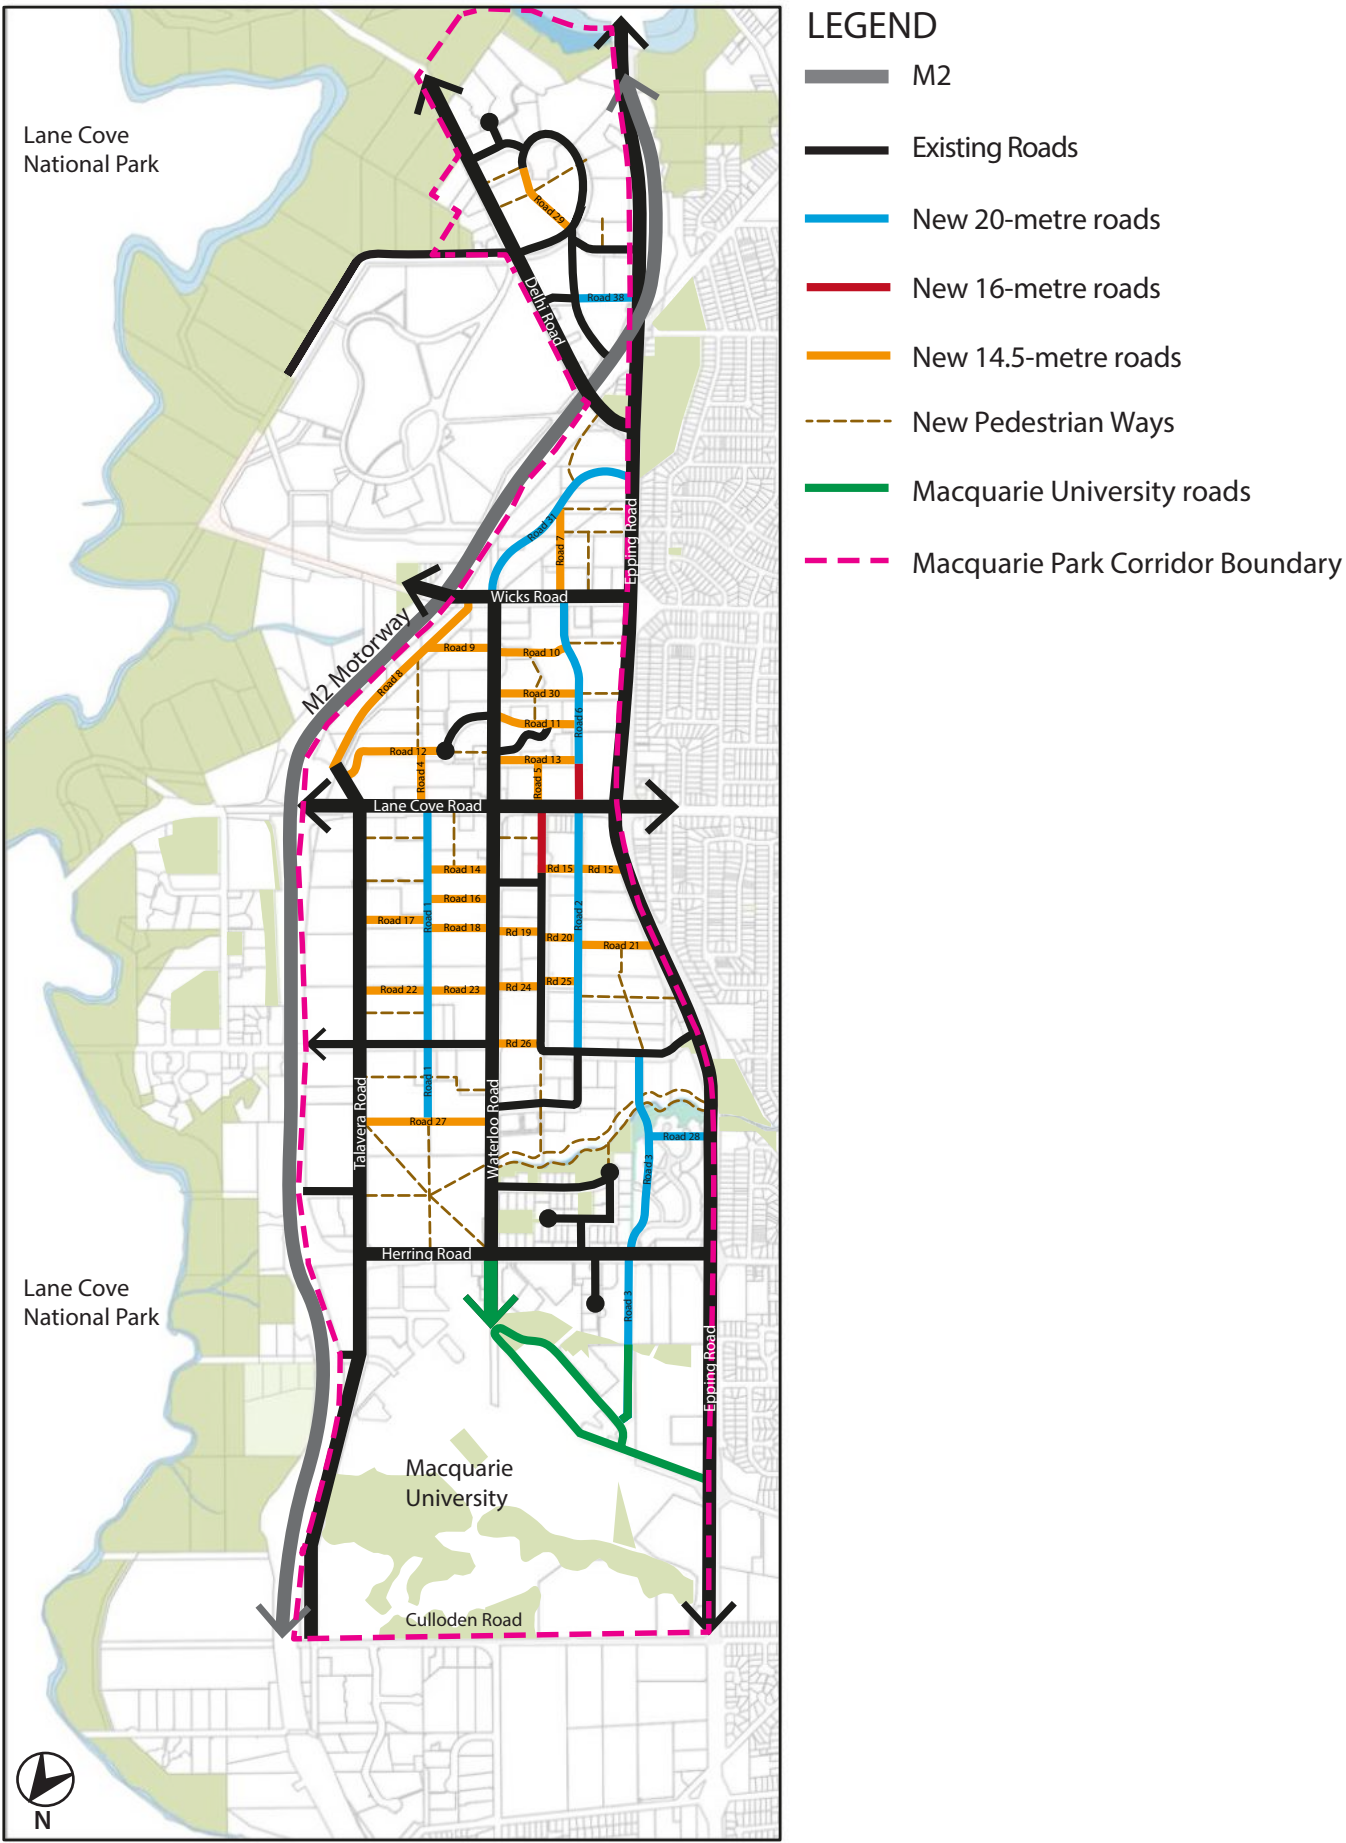 LEGEND
M2
Existing Roads
New 20-metre roads
New 16-metre roads
New 14.5-metre roads
New Pedestrian Ways
Macquarie University roads
Macquarie Park Corridor Boundary
Lane Cove
National Park
Road 29
Delhi Road
Road 38
Road 31
Road 7
Epping Road
Wicks Road
M2 Motorway
Road 8
Road 9
Road 10
Road 30
Road 6
Road 11
Road 12
Road 4
Road 13
Road 5
Lane Cove Road
Road 14
Rd 15
Rd 15
Road 16
Road 1
Road 17
Road 18
Rd 19
Rd 20
Road 2
Road 21
Road 22
Road 23
Rd 24
Rd 25
Rd 26
Road 1
Talavera Road
Waterloo Road
Road 27
Road 28
Road 3
Herring Road
Lane Cove
National Park
Road 3
Epping Road
Macquarie
University
Culloden Road
N